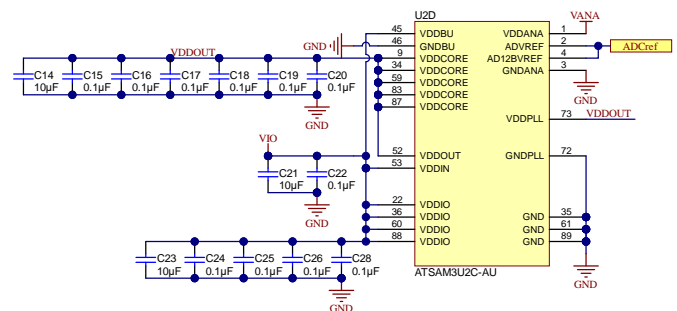 U2D
45 VDDBU VDDANA 1 VANA
GND 46 GNDBU ADVREF 2 ADCref
VDDOUT 9 VDDCORE AD12BVREF 4
34 VDDCORE GNDANA 3
59 VDDCORE
83 VDDCORE GND
87 VDDCORE
VDDPLL 73 VDDOUT
C14 C15 C16 C17 C18 C19 C20
10µF 0.1µF 0.1µF 0.1µF 0.1µF 0.1µF 0.1µF
GND
VIO
52 VDDOUT GNDPLL 72
53 VDDIN
C21 C22
10µF 0.1µF
GND
22 VDDIO
36 VDDIO GND 35
60 VDDIO GND 61
88 VDDIO GND 89
C23 C24 C25 C26 C28
10µF 0.1µF 0.1µF 0.1µF 0.1µF
ATSAM3U2C-AU
GND
GND